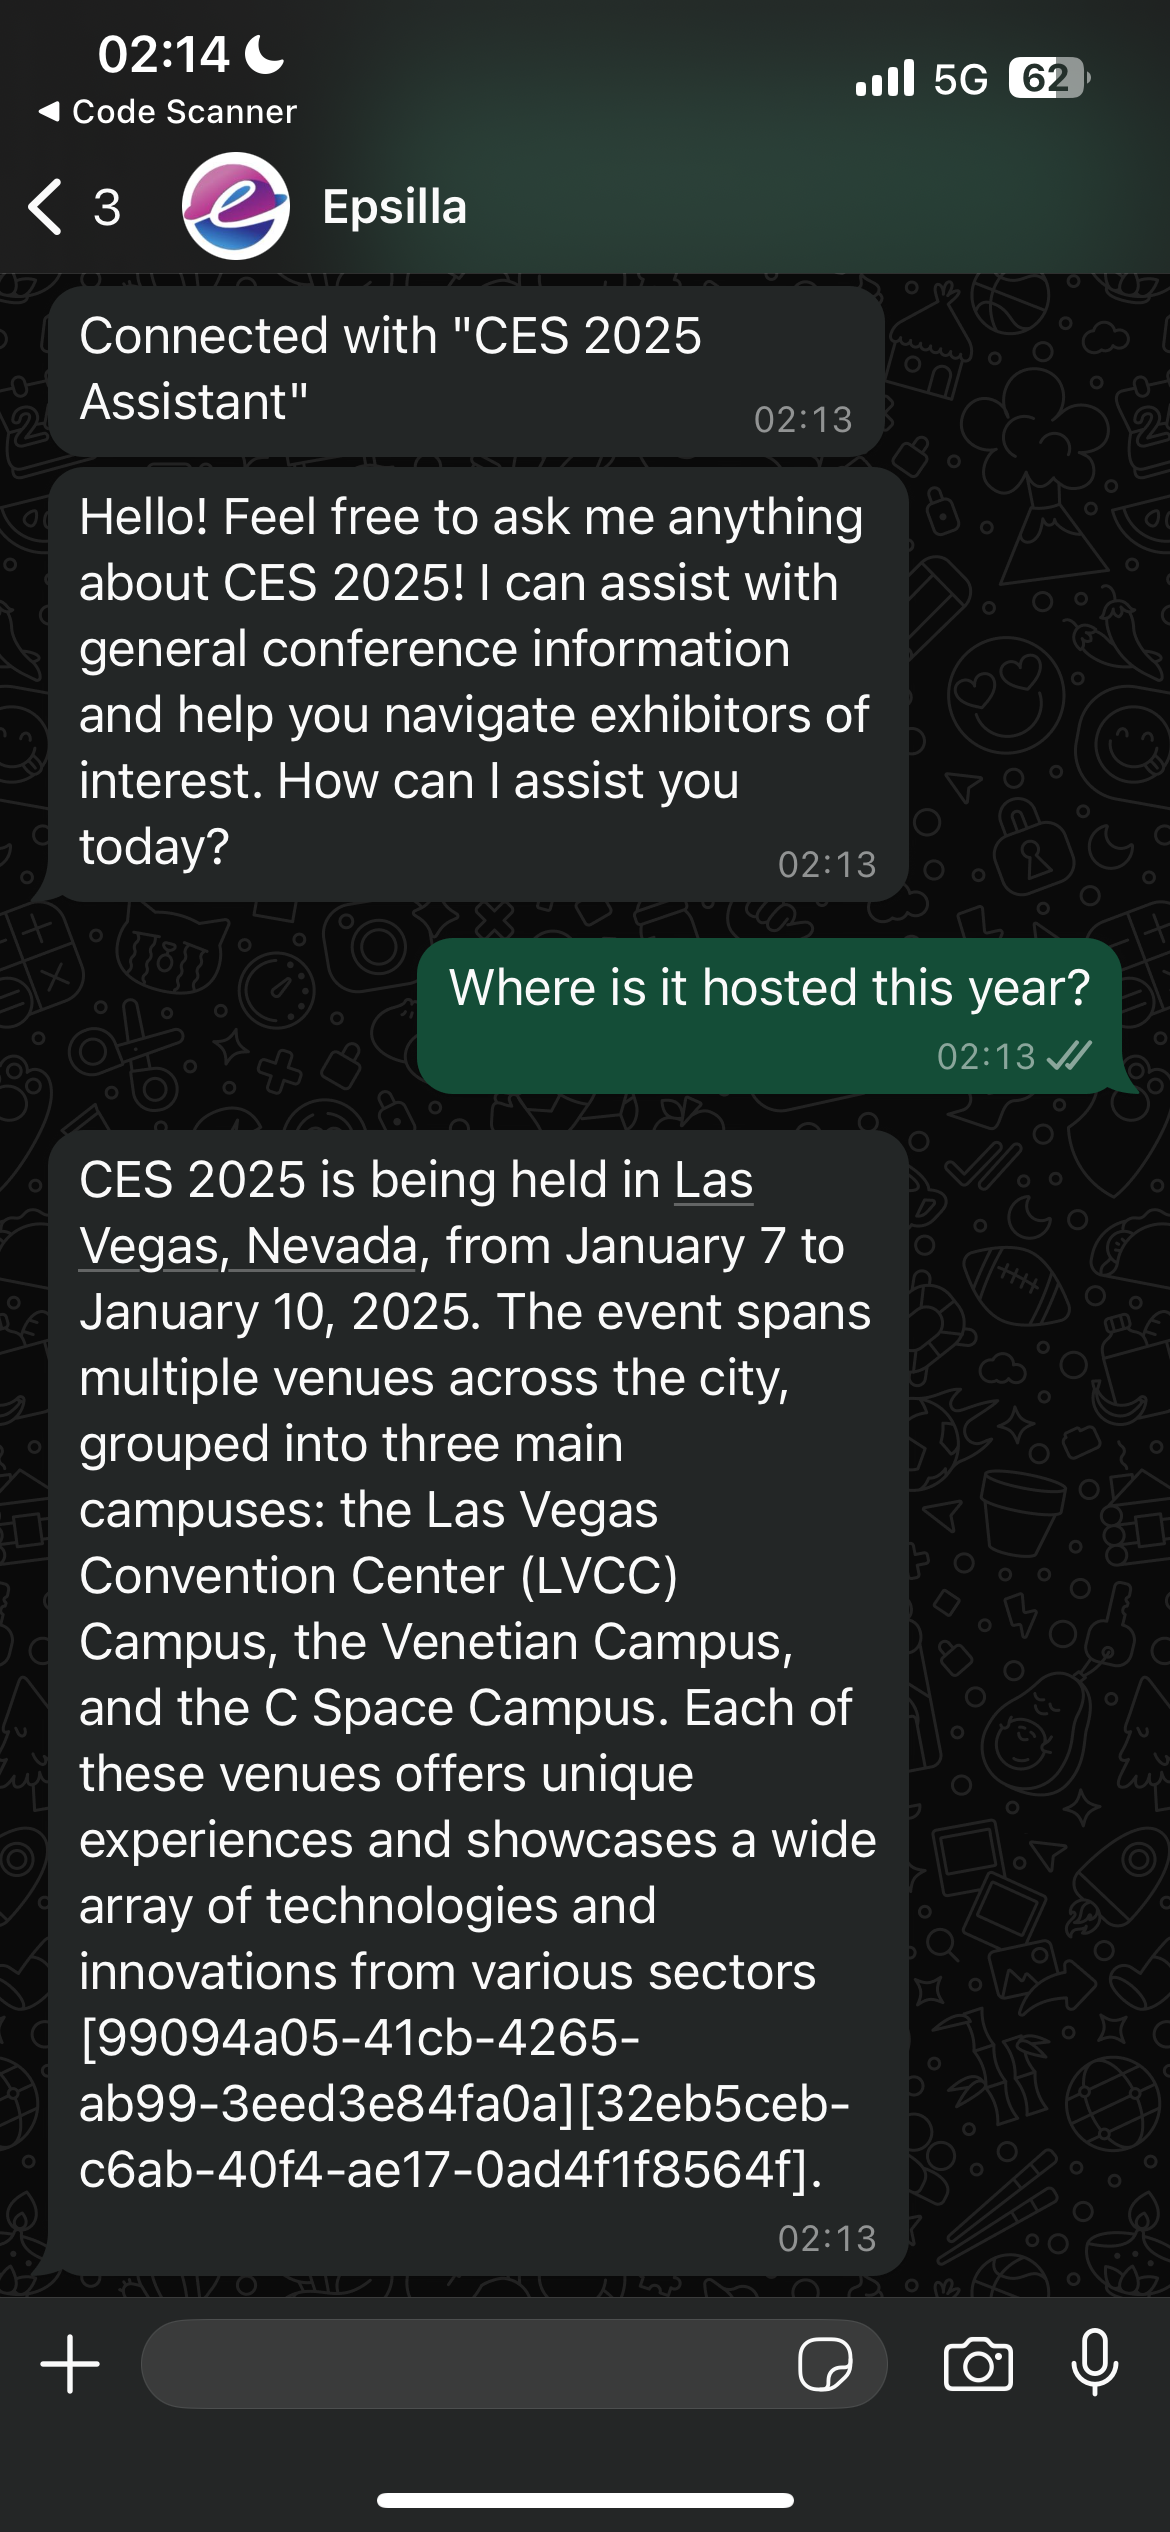 02:14
Code Scanner
5G
62
3
Epsilla
Connected with "CES 2025
Assistant"
02:13
Hello! Feel free to ask me anything
about CES 2025! I can assist with
general conference information
and help you navigate exhibitors of
interest. How can I assist you
today?
02:13
Where is it hosted this year?
02:13
CES 2025 is being held in Las
Vegas, Nevada, from January 7 to
January 10, 2025. The event spans
multiple venues across the city,
grouped into three main
campuses: the Las Vegas
Convention Center (LVCC)
Campus, the Venetian Campus,
and the C Space Campus. Each of
these venues offers unique
experiences and showcases a wide
array of technologies and
innovations from various sectors
[99094a05-41cb-4265-
ab99-3eed3e84fa0a][32eb5ceb-
c6ab-40f4-ae17-0ad4f1f8564f].
02:13